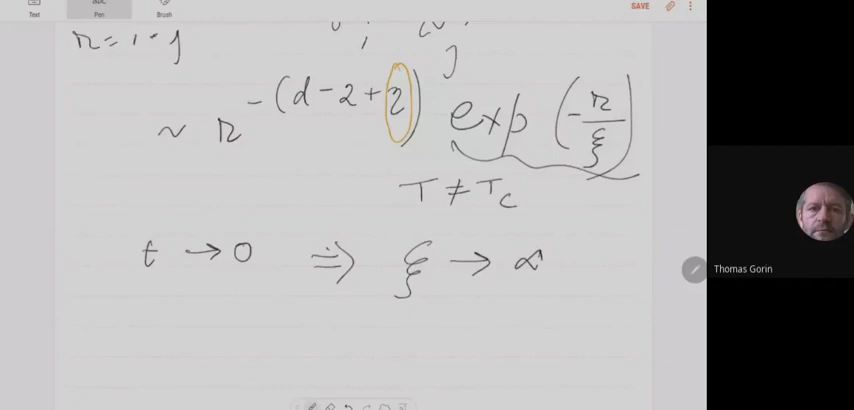 Text
Pen
Brush
SAVE
r = i - j
~ r^-(d - 2 + η) exp (-r/ξ)
T ≠ T_c
t → 0 ⇒ ξ → ∞
Thomas Gorin